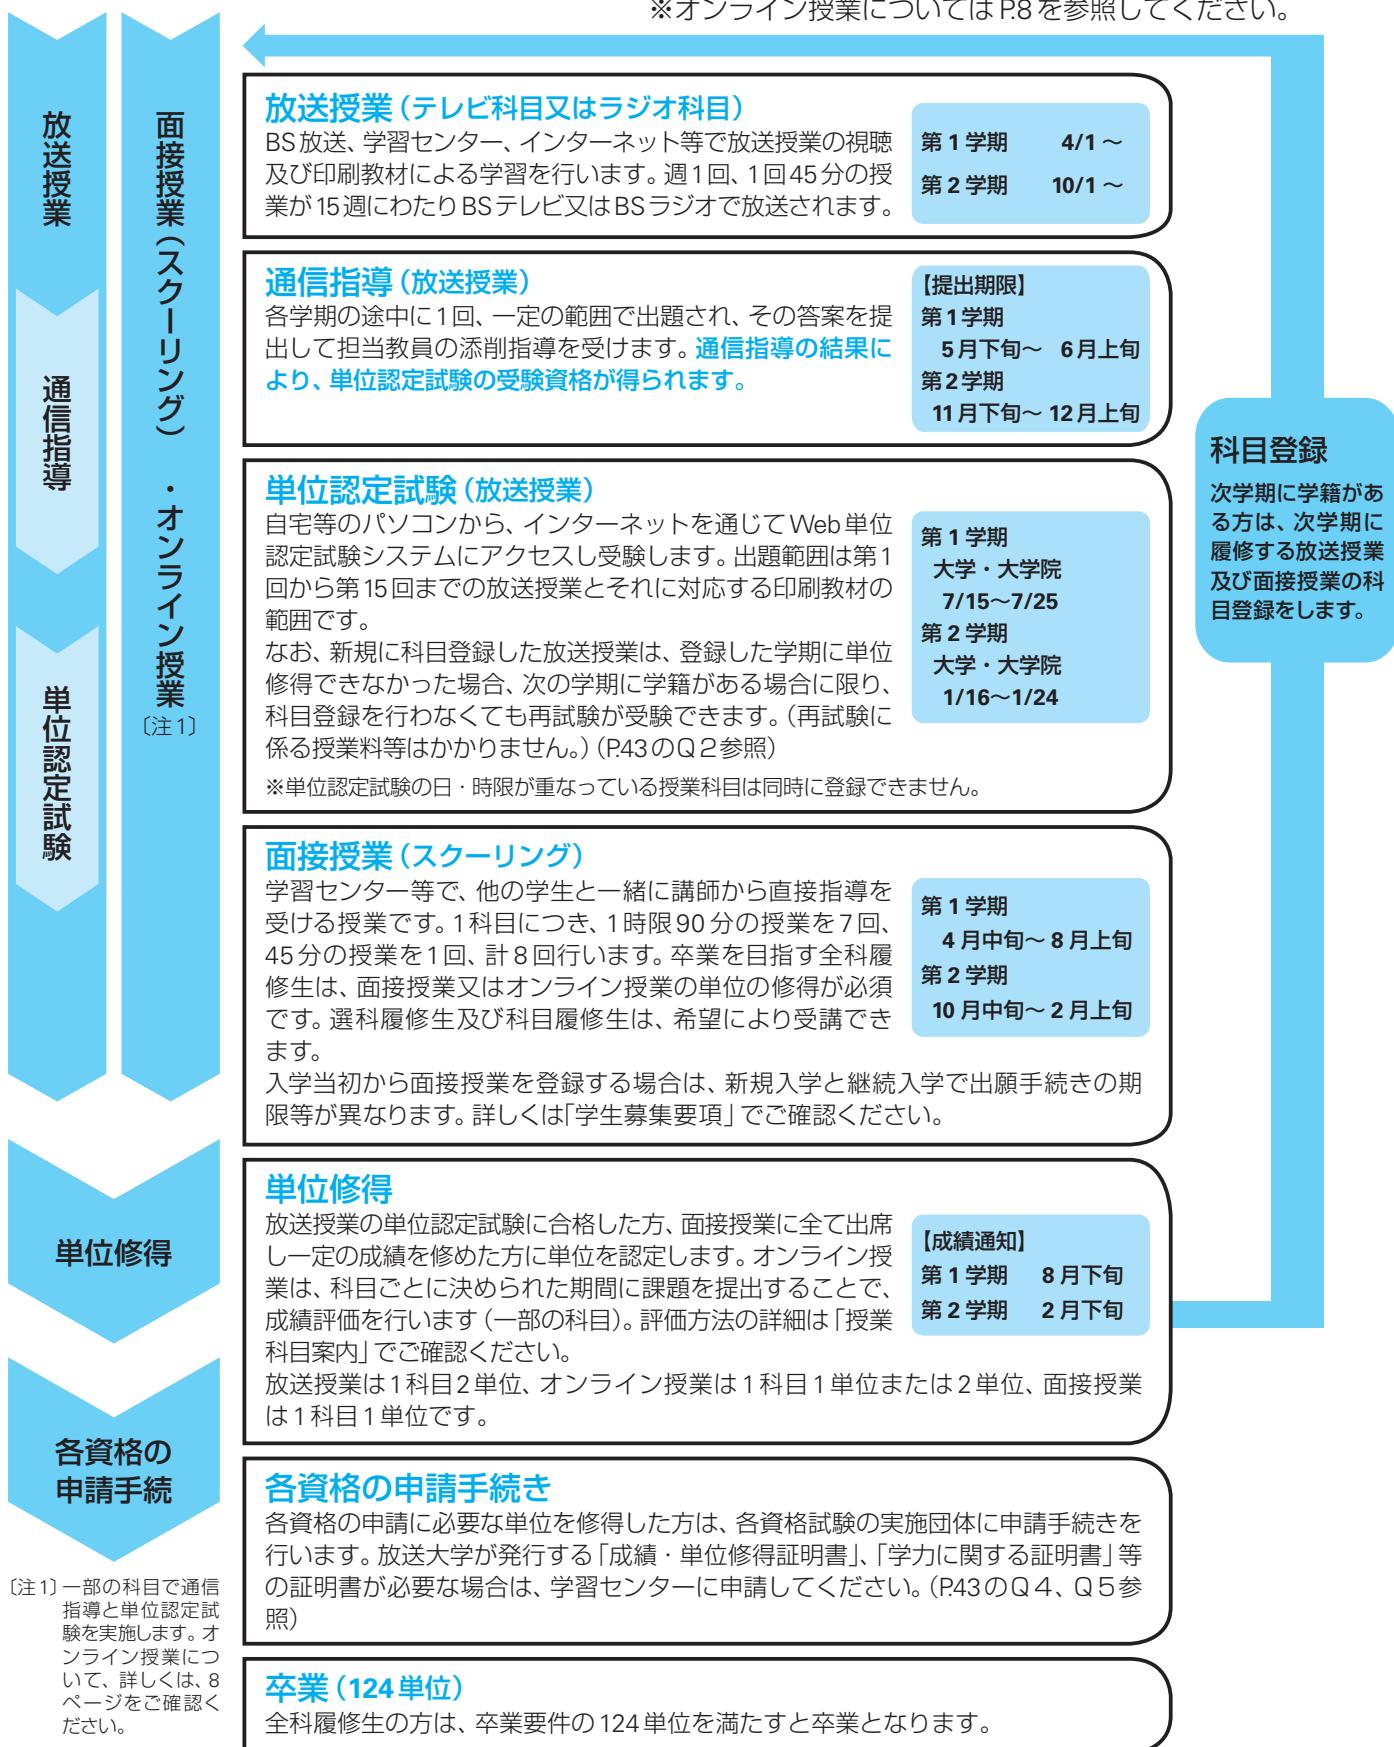 ※オンライン授業についてはP.8を参照してください。
放送授業
通信指導
単位認定試験
面接授業（スクーリング）・オンライン授業
〔注1〕
放送授業（テレビ科目又はラジオ科目）
BS放送、学習センター、インターネット等で放送授業の視聴
及び印刷教材による学習を行います。週1回、1回45分の授
業が15週にわたりBSテレビ又はBSラジオで放送されます。
第1学期 4/1～
第2学期 10/1～
通信指導（放送授業）
各学期の途中に1回、一定の範囲で出題され、その答案を提
出して担当教員の添削指導を受けます。通信指導の結果に
より、単位認定試験の受験資格が得られます。
【提出期限】
第1学期
5月下旬～ 6月上旬
第2学期
11月下旬～ 12月上旬
単位認定試験（放送授業）
自宅等のパソコンから、インターネットを通じてWeb単位
認定試験システムにアクセスし受験します。出題範囲は第1
回から第15回までの放送授業とそれに対応する印刷教材の
範囲です。
なお、新規に科目登録した放送授業は、登録した学期に単位
修得できなかった場合、次の学期に学籍がある場合に限り、
科目登録を行わなくても再試験が受験できます。（再試験に
係る授業料等はかかりません。）（P.43のQ2参照）
※単位認定試験の日・時限が重なっている授業科目は同時に登録できません。
第1学期
大学・大学院
7/15～7/25
第2学期
大学・大学院
1/16～1/24
科目登録
次学期に学籍があ
る方は、次学期に
履修する放送授業
及び面接授業の科
目登録をします。
面接授業（スクーリング）
学習センター等で、他の学生と一緒に講師から直接指導を
受ける授業です。1科目につき、1時限90分の授業を7回、
45分の授業を1回、計8回行います。卒業を目指す全科履
修生は、面接授業又はオンライン授業の単位の修得が必須
です。選科履修生及び科目履修生は、希望により受講でき
ます。
入学当初から面接授業を登録する場合は、新規入学と継続入学で出願手続きの期
限等が異なります。詳しくは「学生募集要項」でご確認ください。
第1学期
4月中旬～8月上旬
第2学期
10月中旬～2月上旬
単位修得
単位修得
放送授業の単位認定試験に合格した方、面接授業に全て出席
し一定の成績を修めた方に単位を認定します。オンライン授
業は、科目ごとに決められた期間に課題を提出することで、
成績評価を行います（一部の科目）。評価方法の詳細は「授業
科目案内」でご確認ください。
放送授業は1科目2単位、オンライン授業は1科目1単位または2単位、面接授業
は1科目1単位です。
【成績通知】
第1学期 8月下旬
第2学期 2月下旬
各資格の
申請手続
各資格の申請手続き
各資格の申請に必要な単位を修得した方は、各資格試験の実施団体に申請手続きを
行います。放送大学が発行する「成績・単位修得証明書」、「学力に関する証明書」等
の証明書が必要な場合は、学習センターに申請してください。（P.43のQ4、Q5参
照）
〔注1〕一部の科目で通信
指導と単位認定試
験を実施します。オ
ンライン授業につ
いて、詳しくは、8
ページをご確認く
ださい。
卒業（124単位）
全科履修生の方は、卒業要件の124単位を満たすと卒業となります。